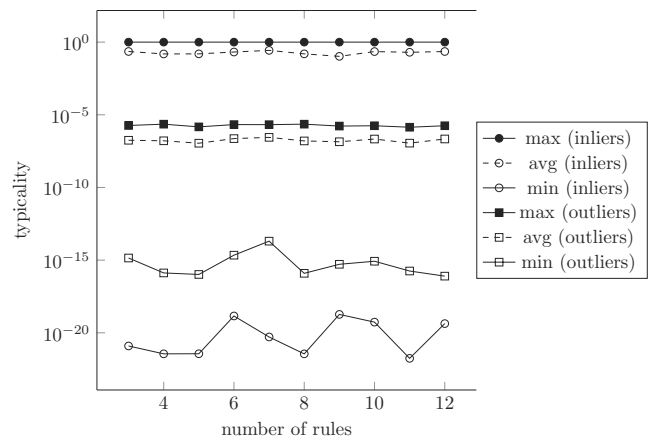 10^0
10^-5
10^-10
10^-15
10^-20
typicality
4 6 8 10 12
number of rules
max (inliers)
avg (inliers)
min (inliers)
max (outliers)
avg (outliers)
min (outliers)